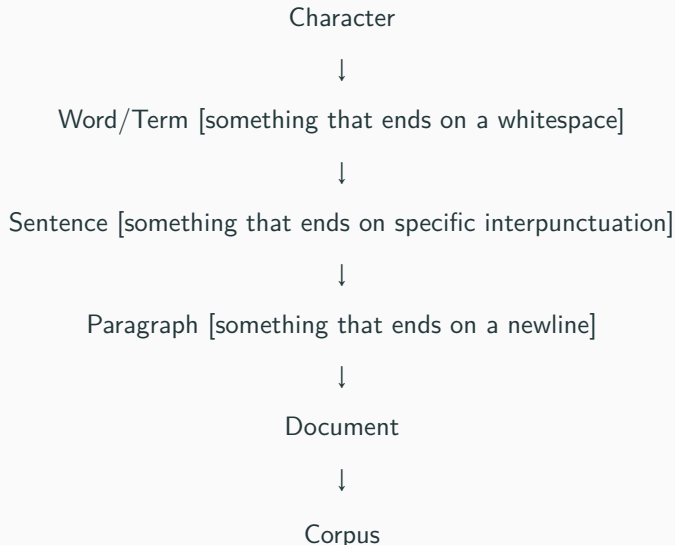 Character
↓
Word/Term [something that ends on a whitespace]
↓
Sentence [something that ends on specific interpunctuation]
↓
Paragraph [something that ends on a newline]
↓
Document
↓
Corpus